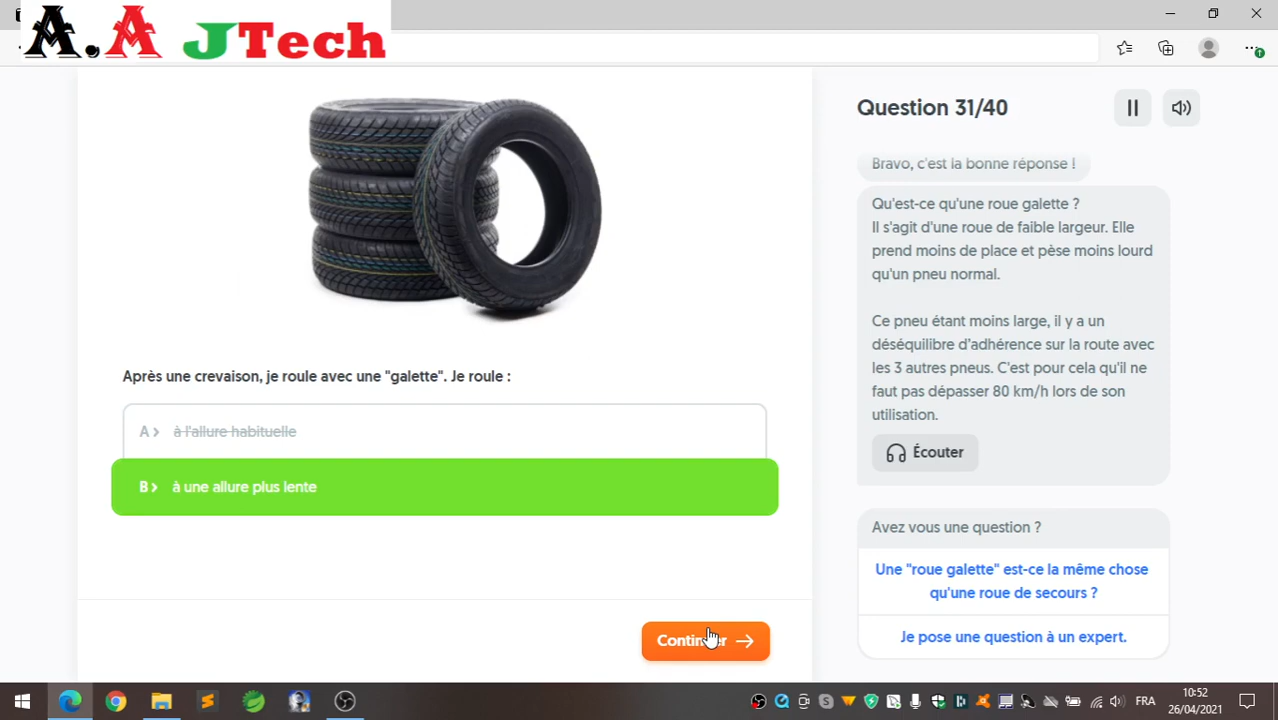 A.A JTech
Question 31/40
Bravo, c'est la bonne réponse !
Qu'est-ce qu'une roue galette ?
Il s'agit d'une roue de faible largeur. Elle
prend moins de place et pèse moins lourd
qu'un pneu normal.
Ce pneu étant moins large, il y a un
déséquilibre d'adhérence sur la route avec
les 3 autres pneus. C'est pour cela qu'il ne
faut pas dépasser 80 km/h lors de son
utilisation.
Écouter
Après une crevaison, je roule avec une "galette". Je roule :
A > à l'allure habituelle
B > à une allure plus lente
Avez vous une question ?
Une "roue galette" est-ce la même chose
qu'une roue de secours ?
Je pose une question à un expert.
Continuer
FRA
10:52
26/04/2021